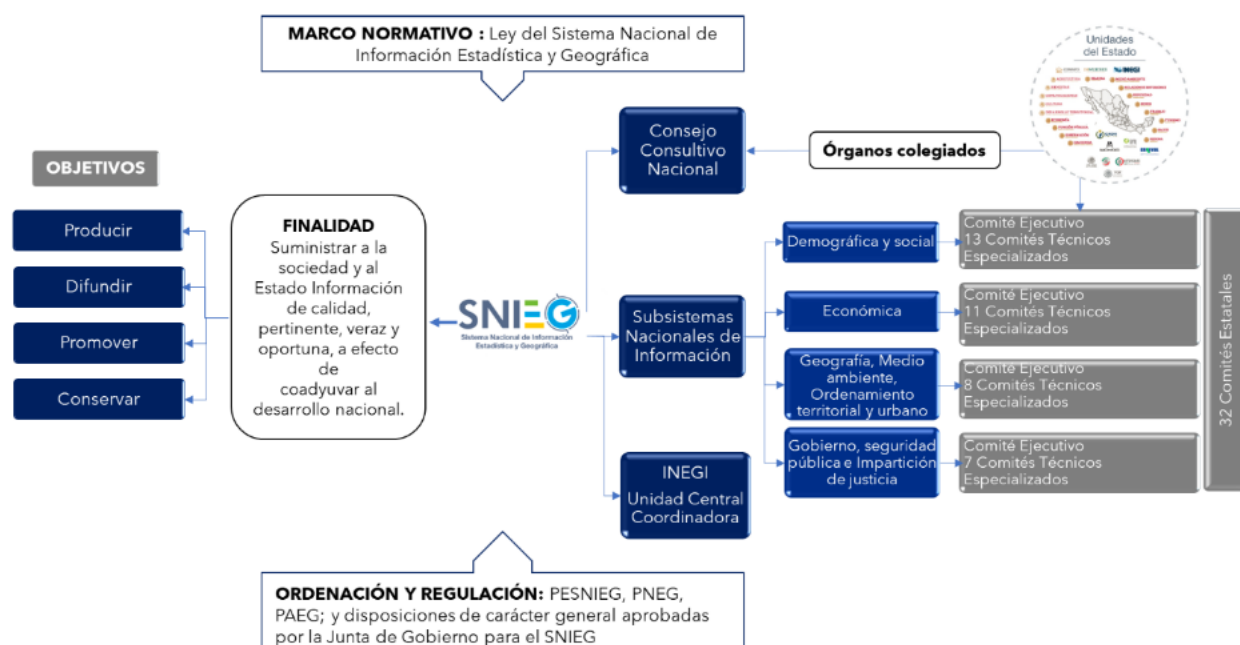 MARCO NORMATIVO : Ley del Sistema Nacional de
Información Estadística y Geográfica
Unidades
del Estado
INEGI
OBJETIVOS
Producir
Difundir
Promover
Conservar
FINALIDAD
Suministrar a la
sociedad y al
Estado Información
de calidad,
pertinente, veraz y
oportuna, a efecto
de
coadyuvar al
desarrollo nacional.
SNIEG
Sistema Nacional de Información
Estadística y Geográfica
Consejo
Consultivo
Nacional
Órganos colegiados
Subsistemas
Nacionales de
Información
INEGI
Unidad Central
Coordinadora
Demográfica y social
Económica
Geografía, Medio
ambiente,
Ordenamiento
territorial y urbano
Gobierno, seguridad
pública e Impartición
de justicia
Comité Ejecutivo
13 Comités Técnicos
Especializados
Comité Ejecutivo
11 Comités Técnicos
Especializados
Comité Ejecutivo
8 Comités Técnicos
Especializados
Comité Ejecutivo
7 Comités Técnicos
Especializados
32 Comités Estatales
ORDENACIÓN Y REGULACIÓN: PESNIEG, PNEG,
PAEG; y disposiciones de carácter general aprobadas
por la Junta de Gobierno para el SNIEG